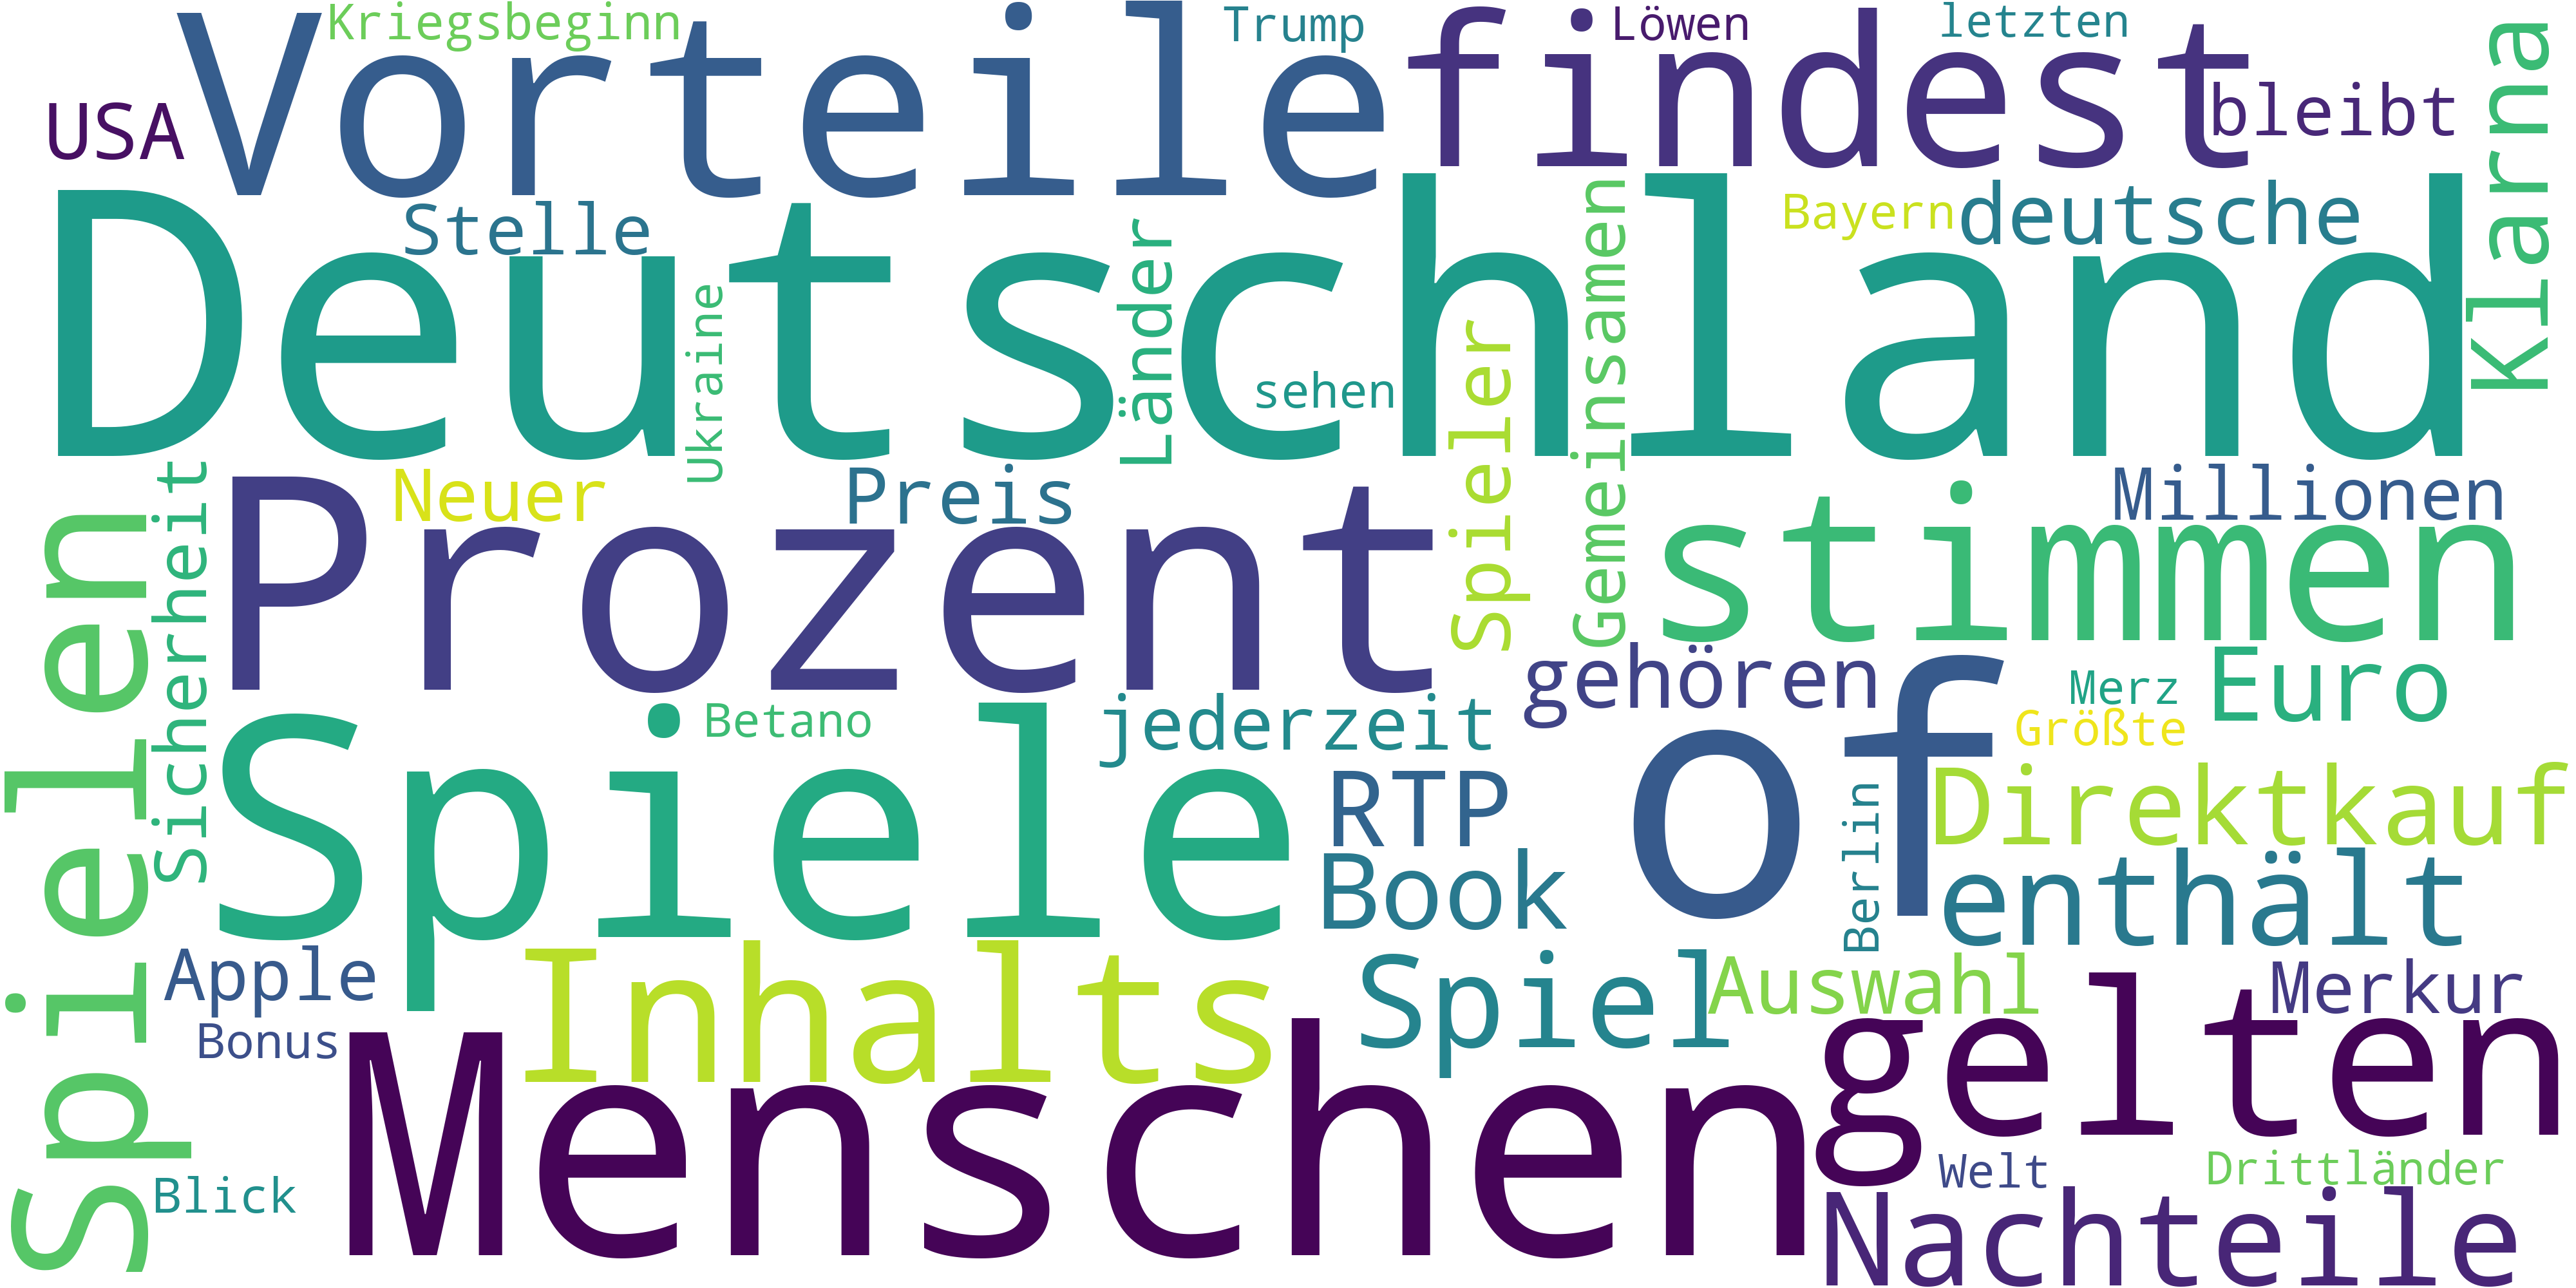 Kriegsbeginn
Trump
Löwen
letzten
Vorteile
findest
USA
bleibt
Klarna
Deutschland
Stelle
Bayern
deutsche
Ukraine
Länder
sehen
Spieler
Gemeinsamen
Neuer
Preis
Millionen
Spielen
Sicherheit
Prozent
stimmen
gehören
Merz
Euro
Größte
Betano
jederzeit
Spiele
of
RTP
Direktkauf
Book
Berlin
enthält
Apple
Inhalts
Spiel
Auswahl
Merkur
Bonus
Menschen
gelten
Blick
Welt
Drittländer
Nachteile